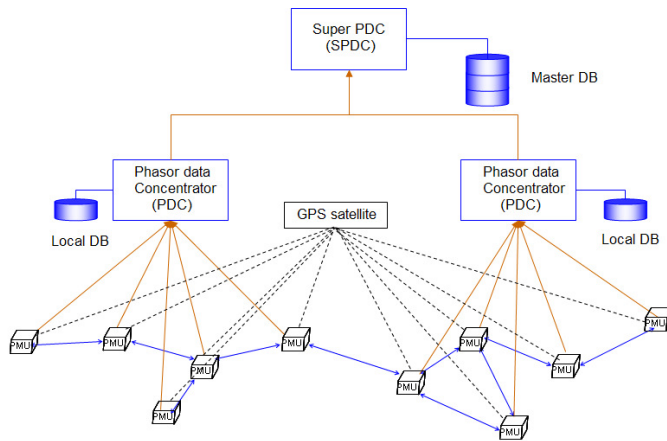 Super PDC
(SPDC)
Master DB
Phasor data
Concentrator
(PDC)
Local DB
GPS satellite
Phasor data
Concentrator
(PDC)
Local DB
PMU
PMU
PMU
PMU
PMU
PMU
PMU
PMU
PMU
PMU